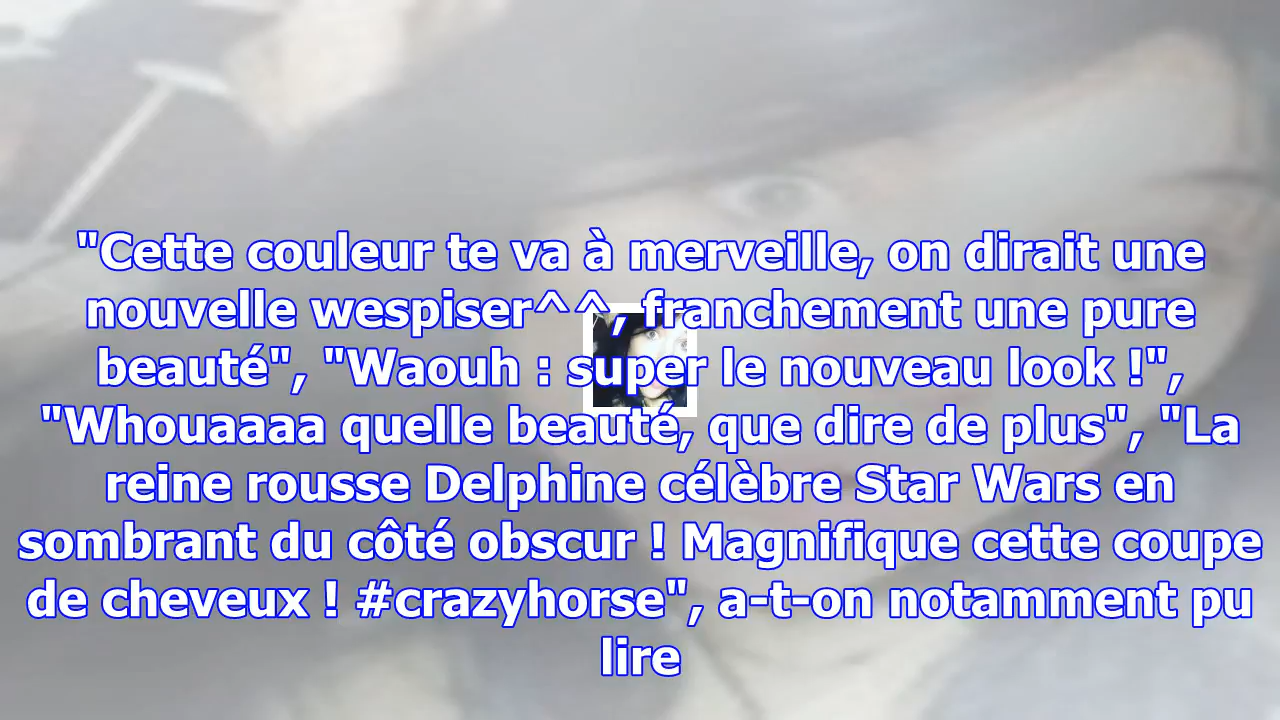 "Cette couleur te va à merveille, on dirait une
nouvelle wespiser^^, franchement une pure
beauté", "Waouh : super le nouveau look !",
"Whouaaaa quelle beauté, que dire de plus", "La
reine rousse Delphine célèbre Star Wars en
sombrant du côté obscur ! Magnifique cette coupe
de cheveux ! #crazyhorse", a-t-on notamment pu
lire